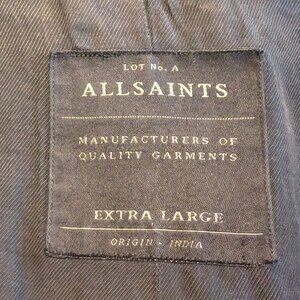 LOT No. A
ALLSAINTS
MANUFACTURERS OF
QUALITY GARMENTS
EXTRA LARGE
ORIGIN - INDIA